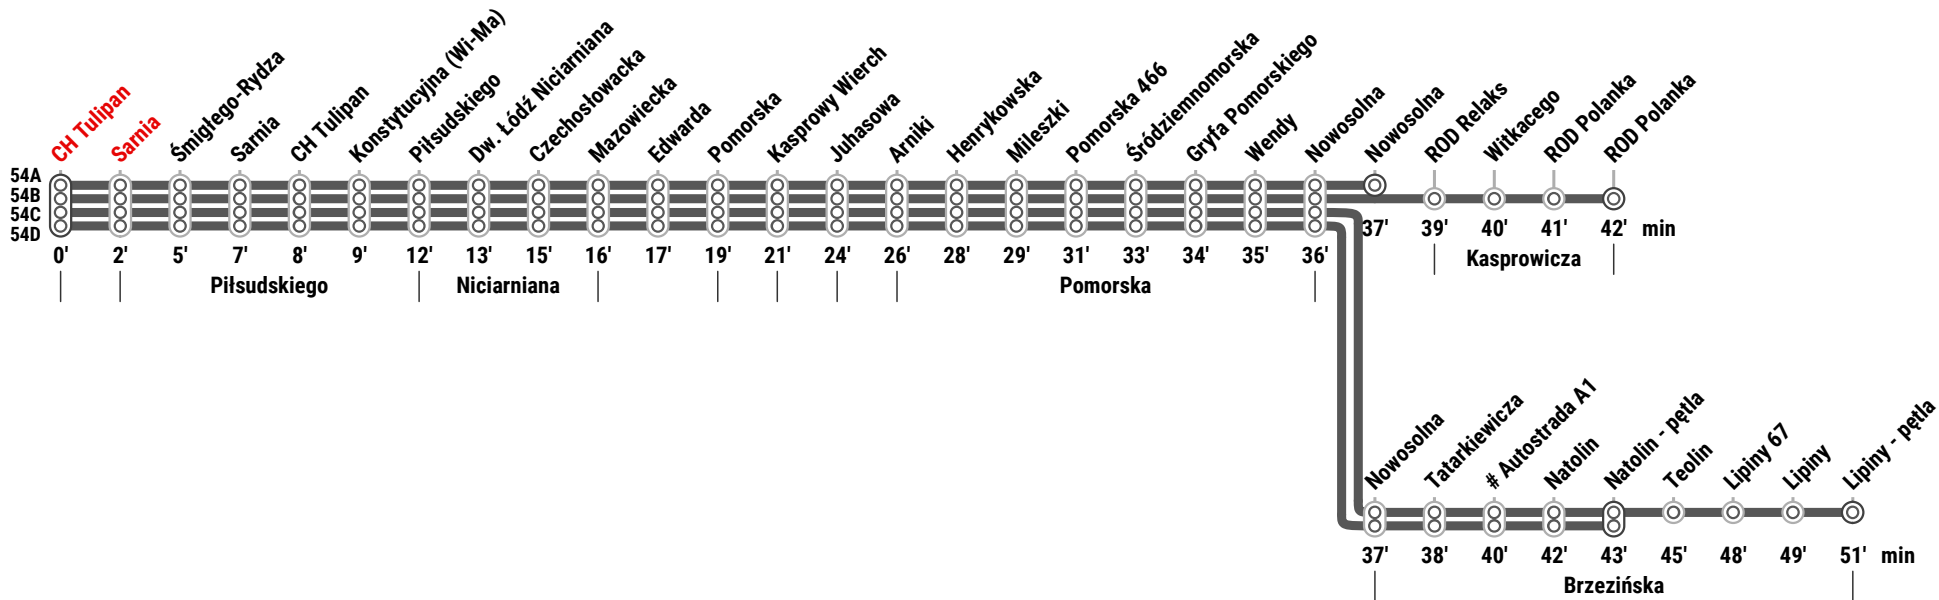 CH Tulipan
Sarnia
Śmigłego-Rydza
Sarnia
CH Tulipan
Konstytucyjna (Wi-Ma)
Piłsudskiego
Dw. Łódź Niciarniana
Czechosłowacka
Mazowiecka
Edwarda
Pomorska
Kasprowy Wierch
Juhasowa
Arniki
Henrykowska
Mileszki
Pomorska 466
Śródziemnomorska
Gryfa Pomorskiego
Wendy
Nowosolna
Nowosolna
ROD Relaks
Witkacego
ROD Polanka
ROD Polanka
54A
54B
54C
54D
37' 39' 40' 41' 42' min
0' 2' 5' 7' 8' 9' 12' 13' 15' 16' 17' 19' 21' 24' 26' 28' 29' 31' 33' 34' 35' 36'
Kasprowicza
Piłsudskiego Niciarniana Pomorska
Nowosolna
Tatarkiewicza
# Autostrada A1
Natolin
Natolin - pętla
Teolin
Lipiny 67
Lipiny
Lipiny - pętla
37' 38' 40' 42' 43' 45' 48' 49' 51' min
Brzezińska